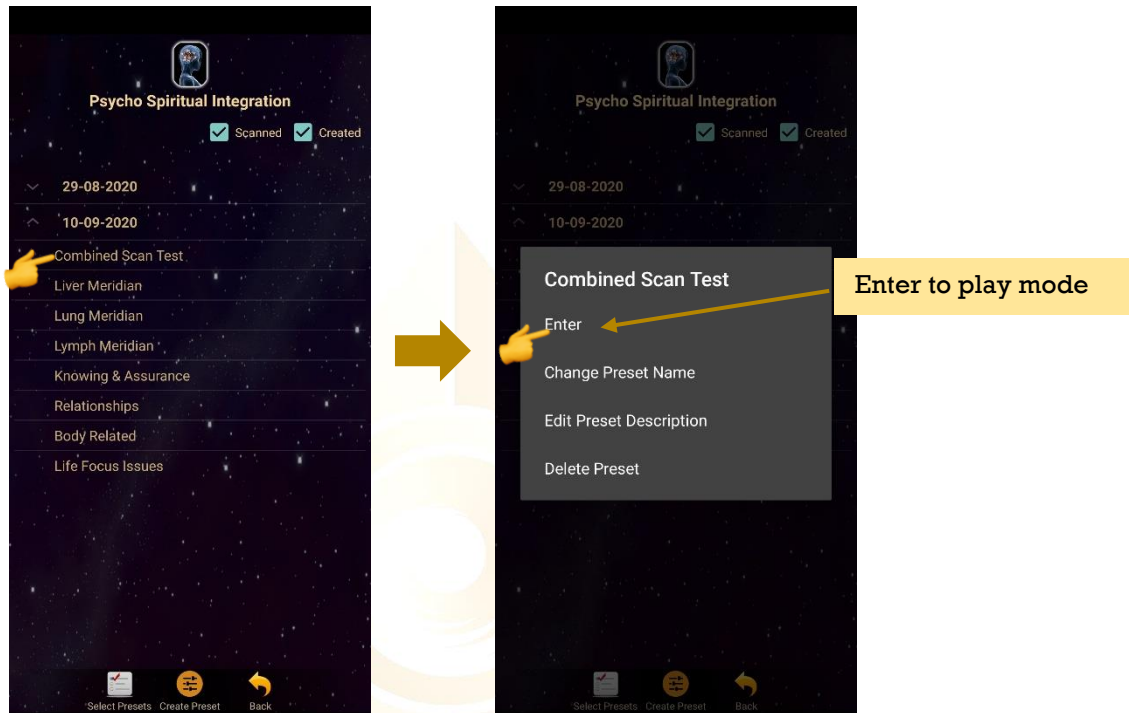 Psycho Spiritual Integration
Scanned Created
29-08-2020
10-09-2020
Combined Scan Test
Liver Meridian
Lung Meridian
Lymph Meridian
Knowing & Assurance
Relationships
Body Related
Life Focus Issues
Select Presets Create Preset Back
Psycho Spiritual Integration
Scanned Created
29-08-2020
10-09-2020
Combined Scan Test
Enter
Change Preset Name
Edit Preset Description
Delete Preset
Select Presets Create Preset Back
Enter to play mode